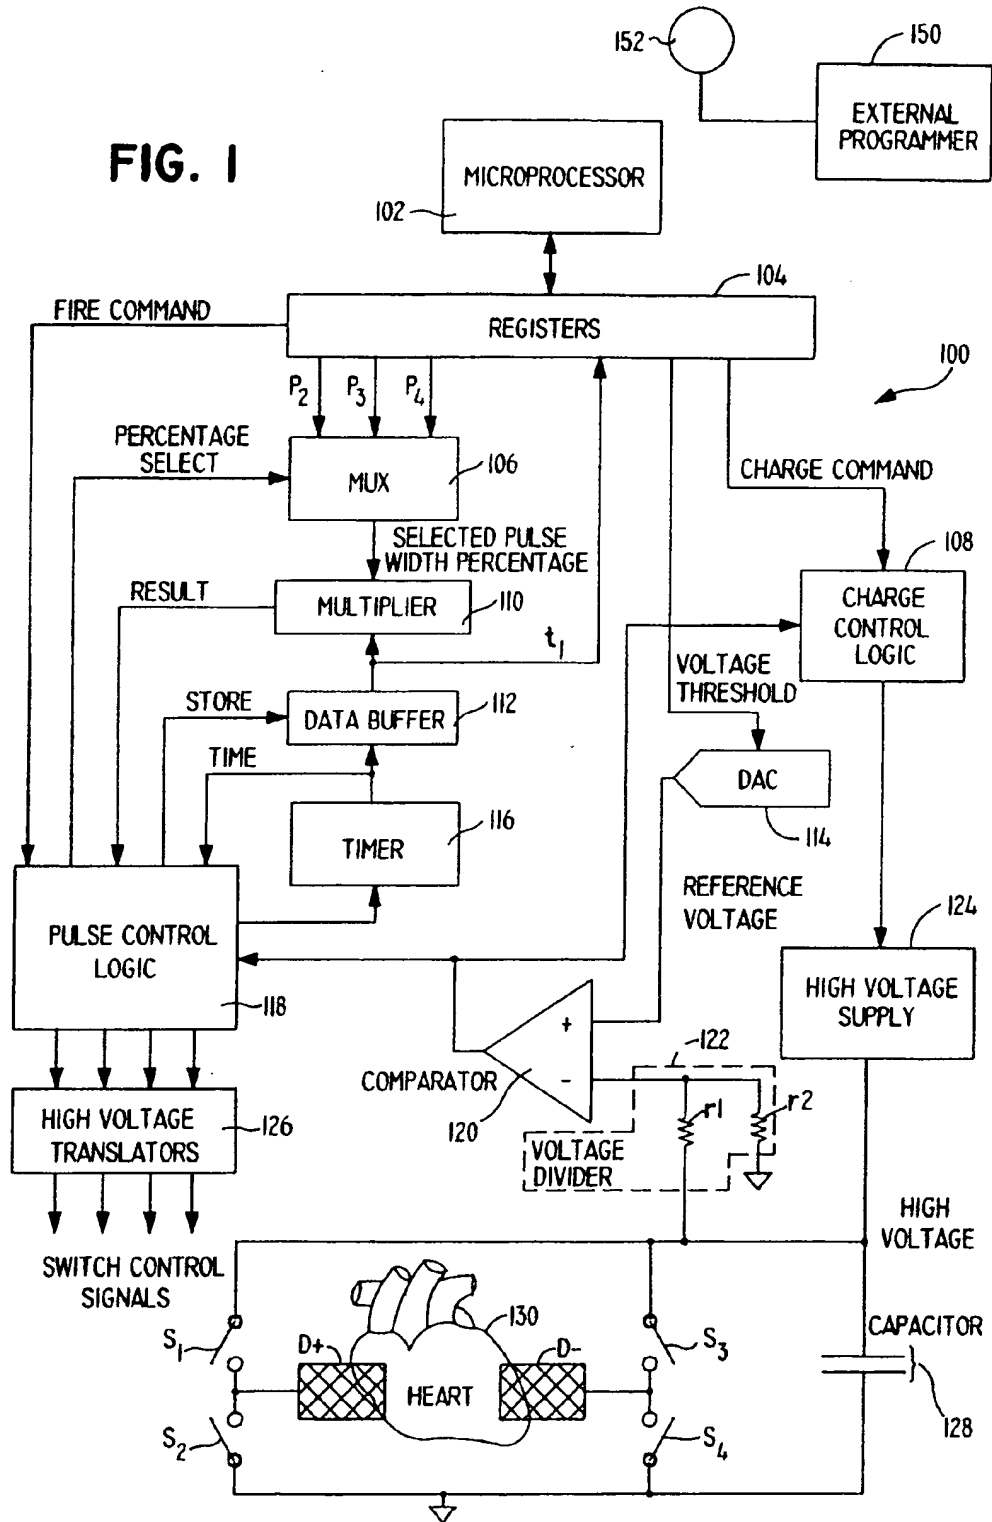 152
150
EXTERNAL
PROGRAMMER
FIG. 1
MICROPROCESSOR
102
104
FIRE COMMAND
REGISTERS
100
P2 P3 P4
PERCENTAGE
SELECT
MUX
106
CHARGE COMMAND
SELECTED PULSE
WIDTH PERCENTAGE
108
RESULT
MULTIPLIER
110
CHARGE
CONTROL
LOGIC
t1
VOLTAGE
THRESHOLD
STORE
DATA BUFFER
112
TIME
DAC
114
TIMER
116
REFERENCE
VOLTAGE
124
PULSE CONTROL
LOGIC
118
HIGH VOLTAGE
SUPPLY
+
122
COMPARATOR
-
120
r1
r2
HIGH VOLTAGE
TRANSLATORS
126
VOLTAGE
DIVIDER
HIGH
VOLTAGE
SWITCH CONTROL
SIGNALS
130
CAPACITOR
S1
D+
D-
S3
HEART
128
S2
S4